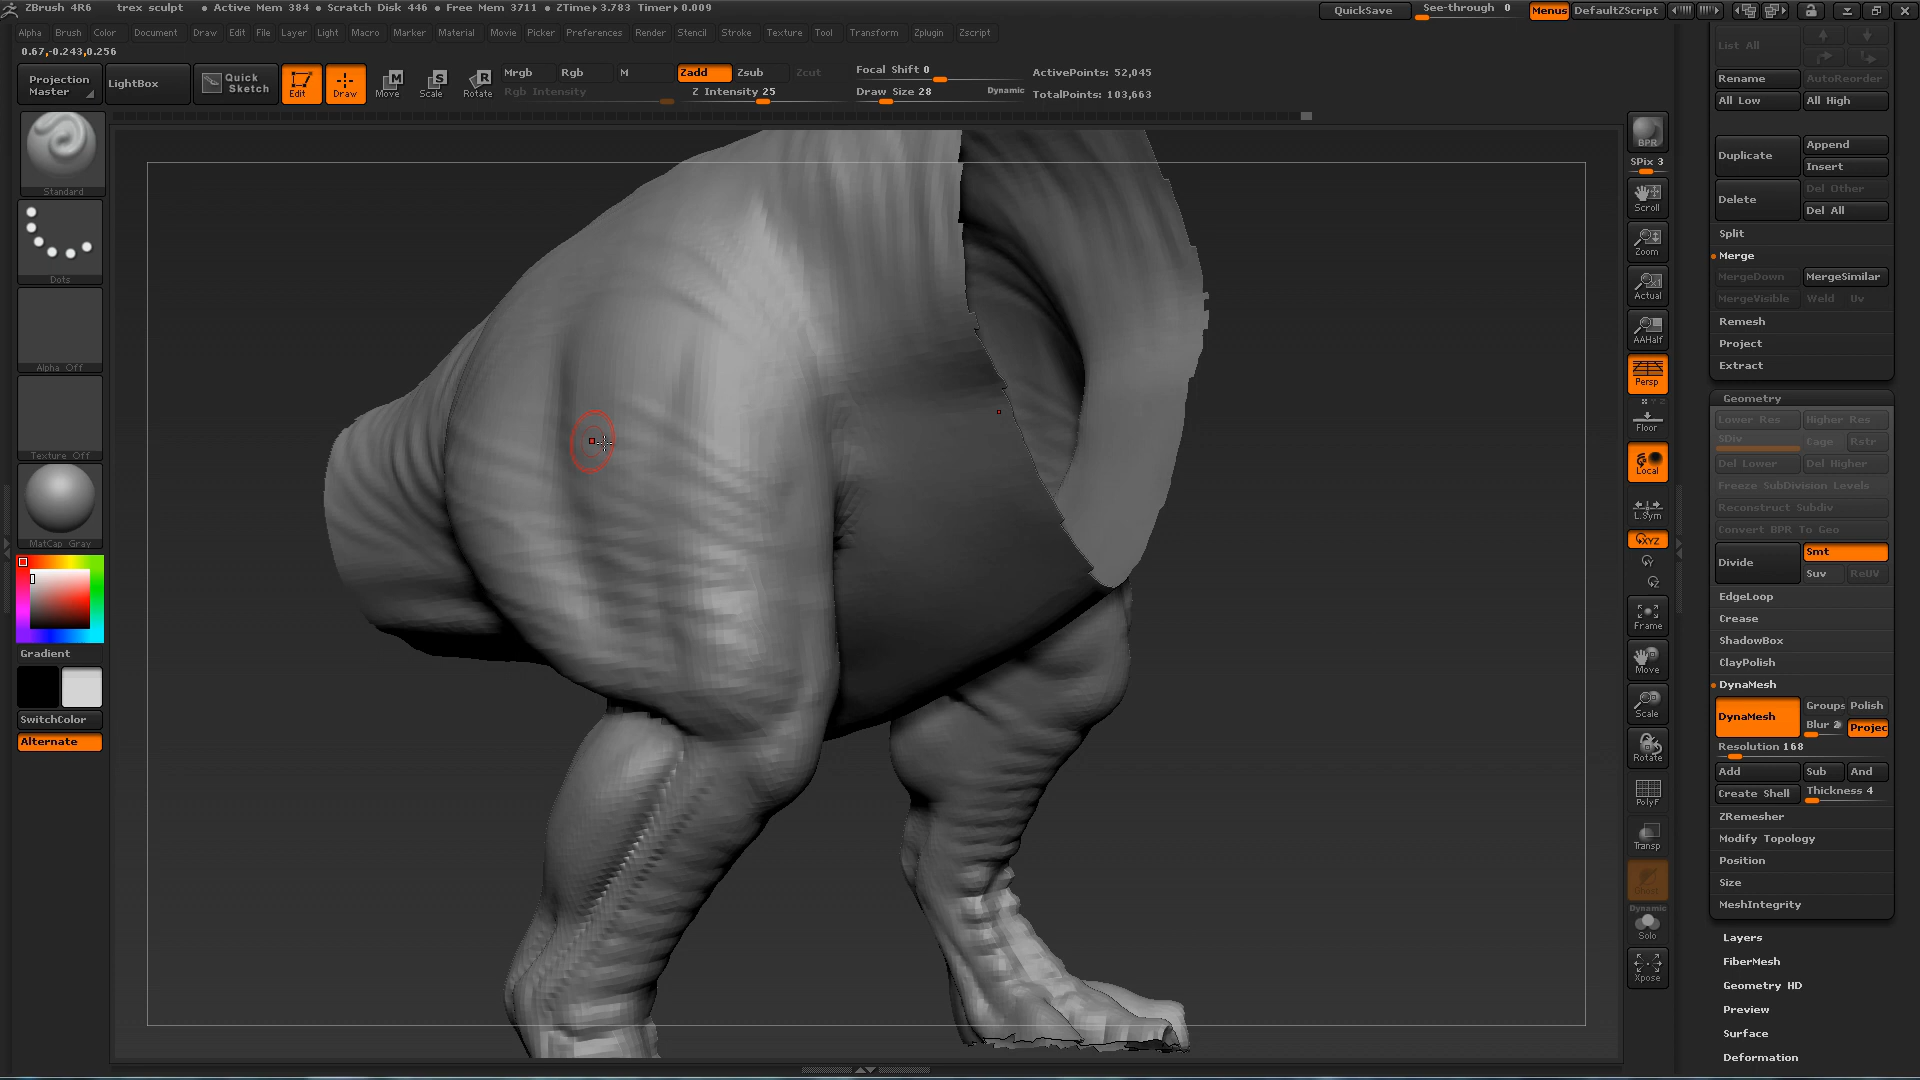 ZBrush 4R6 trex sculpt • Active Mem 384 • Scratch Disk 446 • Free Mem 3711 • ZTime▸3.783 Timer▸0.009
QuickSave See-through 0 Menus DefaultZScript
Alpha Brush Color Document Draw Edit File Layer Light Macro Marker Material Movie Picker Preferences Render Stencil Stroke Texture Tool Transform Zplugin Zscript
0.67,-0.243,0.256
Projection Master
LightBox
Quick Sketch
Edit
Draw
Move
Scale
Rotate
Mrgb Rgb M
Rgb Intensity
Zadd Zsub Zcut
Z Intensity 25
Focal Shift 0
Draw Size 28 Dynamic
ActivePoints: 52,045
TotalPoints: 103,663
Standard
Dots
Alpha Off
Texture Off
MatCap Gray
Gradient
SwitchColor
Alternate
BPR
SPix 3
Scroll
Zoom
Actual
AAHalf
Persp
Floor
Local
L.Sym
XYZ
Frame
Move
Scale
Rotate
PolyF
Transp
Ghost
Dynamic
Solo
Xpose
List All
Rename AutoReorder
All Low All High
Duplicate Append
Insert
Delete Del Other
Del All
Split
Merge
MergeDown MergeSimilar
MergeVisible Weld Uv
Remesh
Project
Extract
Geometry
Lower Res Higher Res
SDiv Cage Rstr
Del Lower Del Higher
Freeze SubDivision Levels
Reconstruct Subdiv
Convert BPR To Geo
Divide Smt
Suv ReUV
EdgeLoop
Crease
ShadowBox
ClayPolish
DynaMesh
DynaMesh Groups Polish
Blur 2 Projec
Resolution 168
Add Sub And
Create Shell Thickness 4
ZRemesher
Modify Topology
Position
Size
MeshIntegrity
Layers
FiberMesh
Geometry HD
Preview
Surface
Deformation